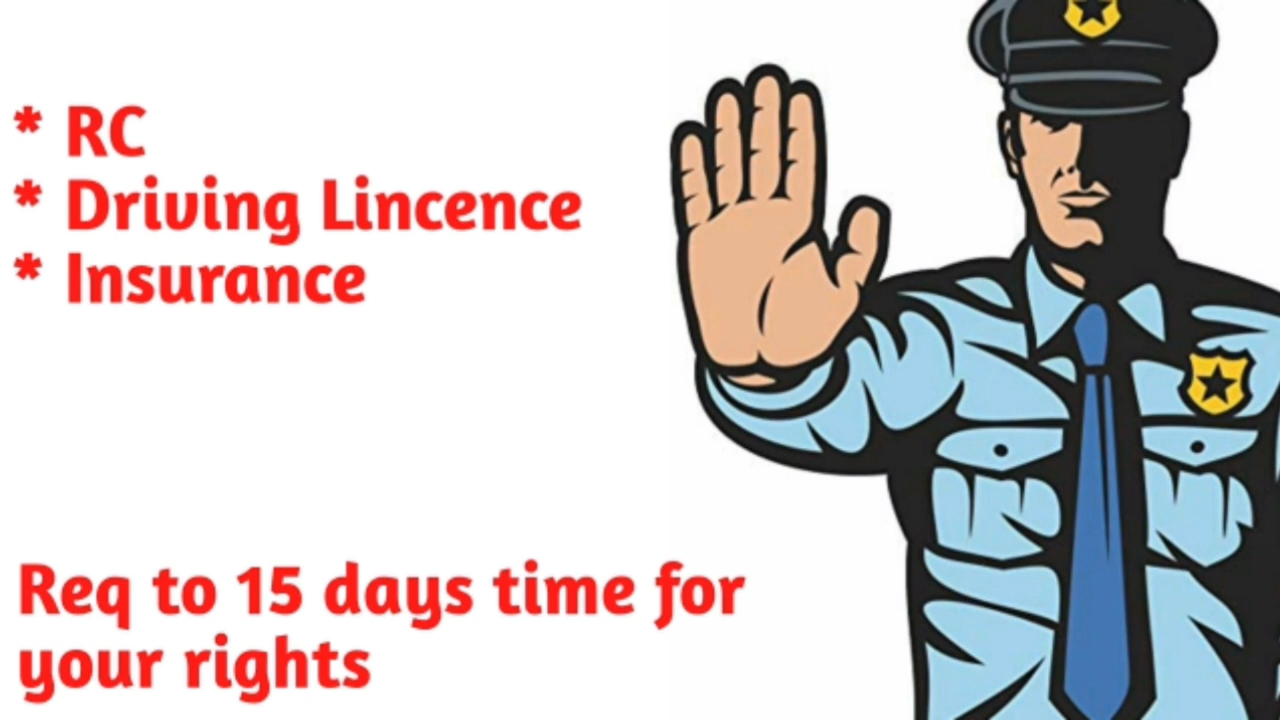 * RC
* Driving Lincence
* Insurance
Req to 15 days time for
your rights